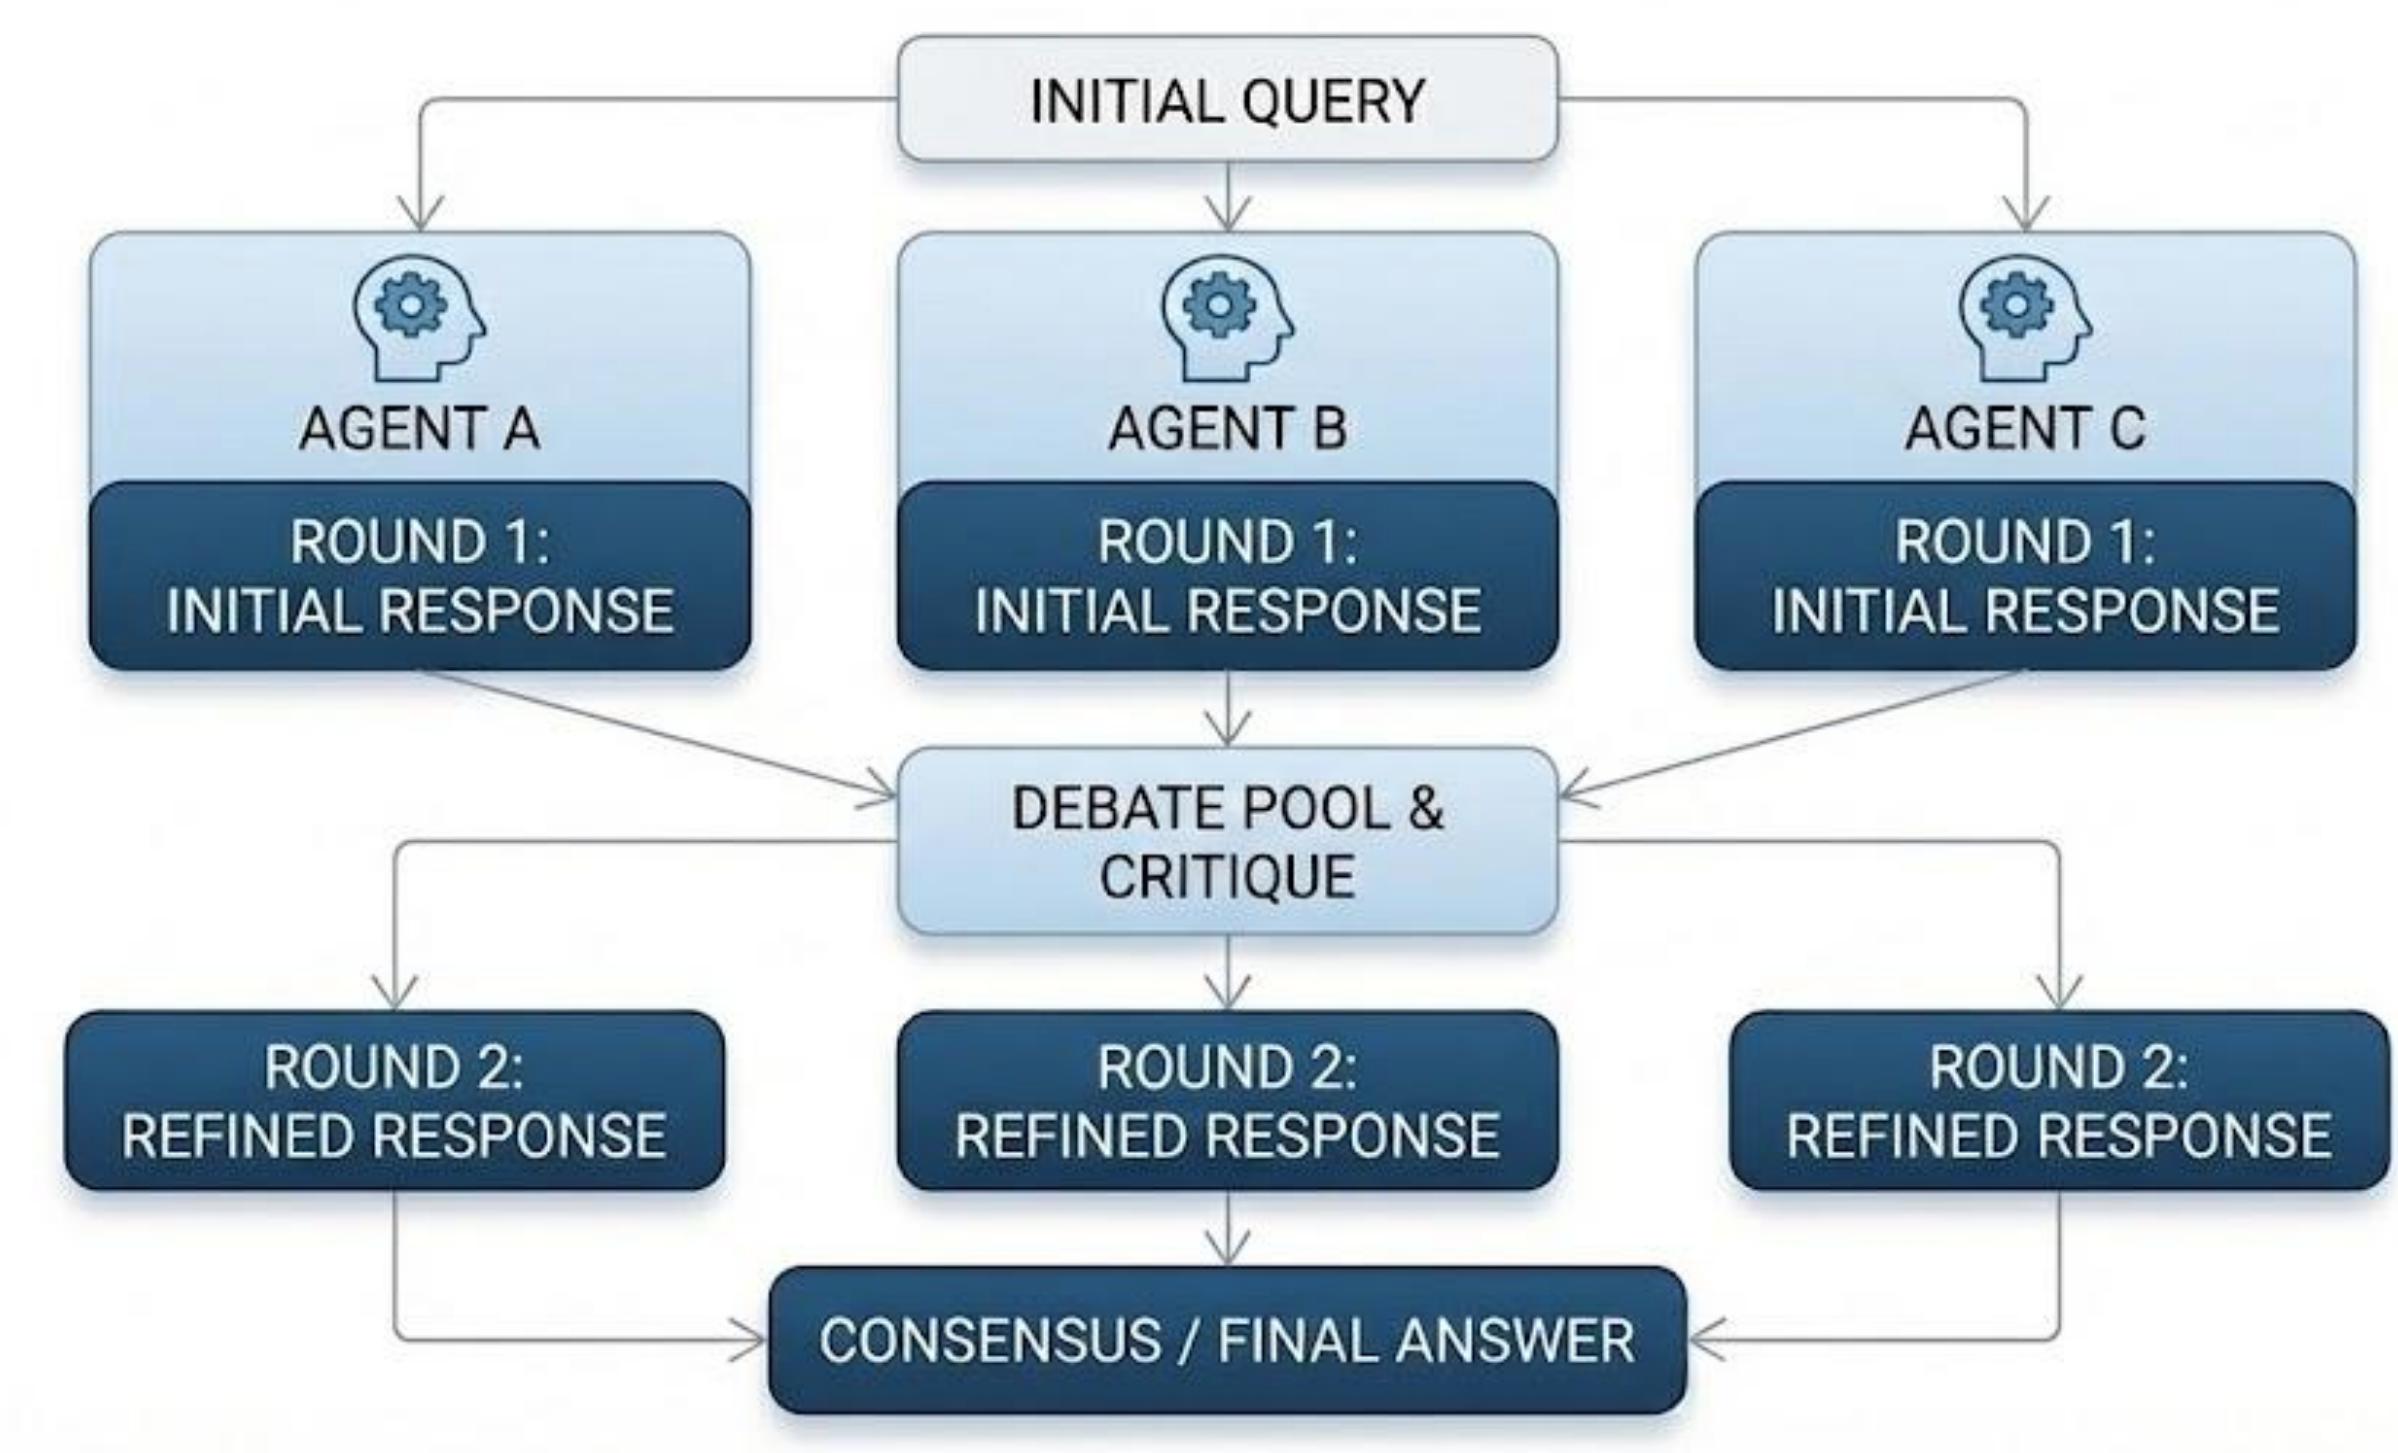 INITIAL QUERY
AGENT A
ROUND 1:
INITIAL RESPONSE
AGENT B
ROUND 1:
INITIAL RESPONSE
AGENT C
ROUND 1:
INITIAL RESPONSE
DEBATE POOL &
CRITIQUE
ROUND 2:
REFINED RESPONSE
ROUND 2:
REFINED RESPONSE
ROUND 2:
REFINED RESPONSE
CONSENSUS / FINAL ANSWER